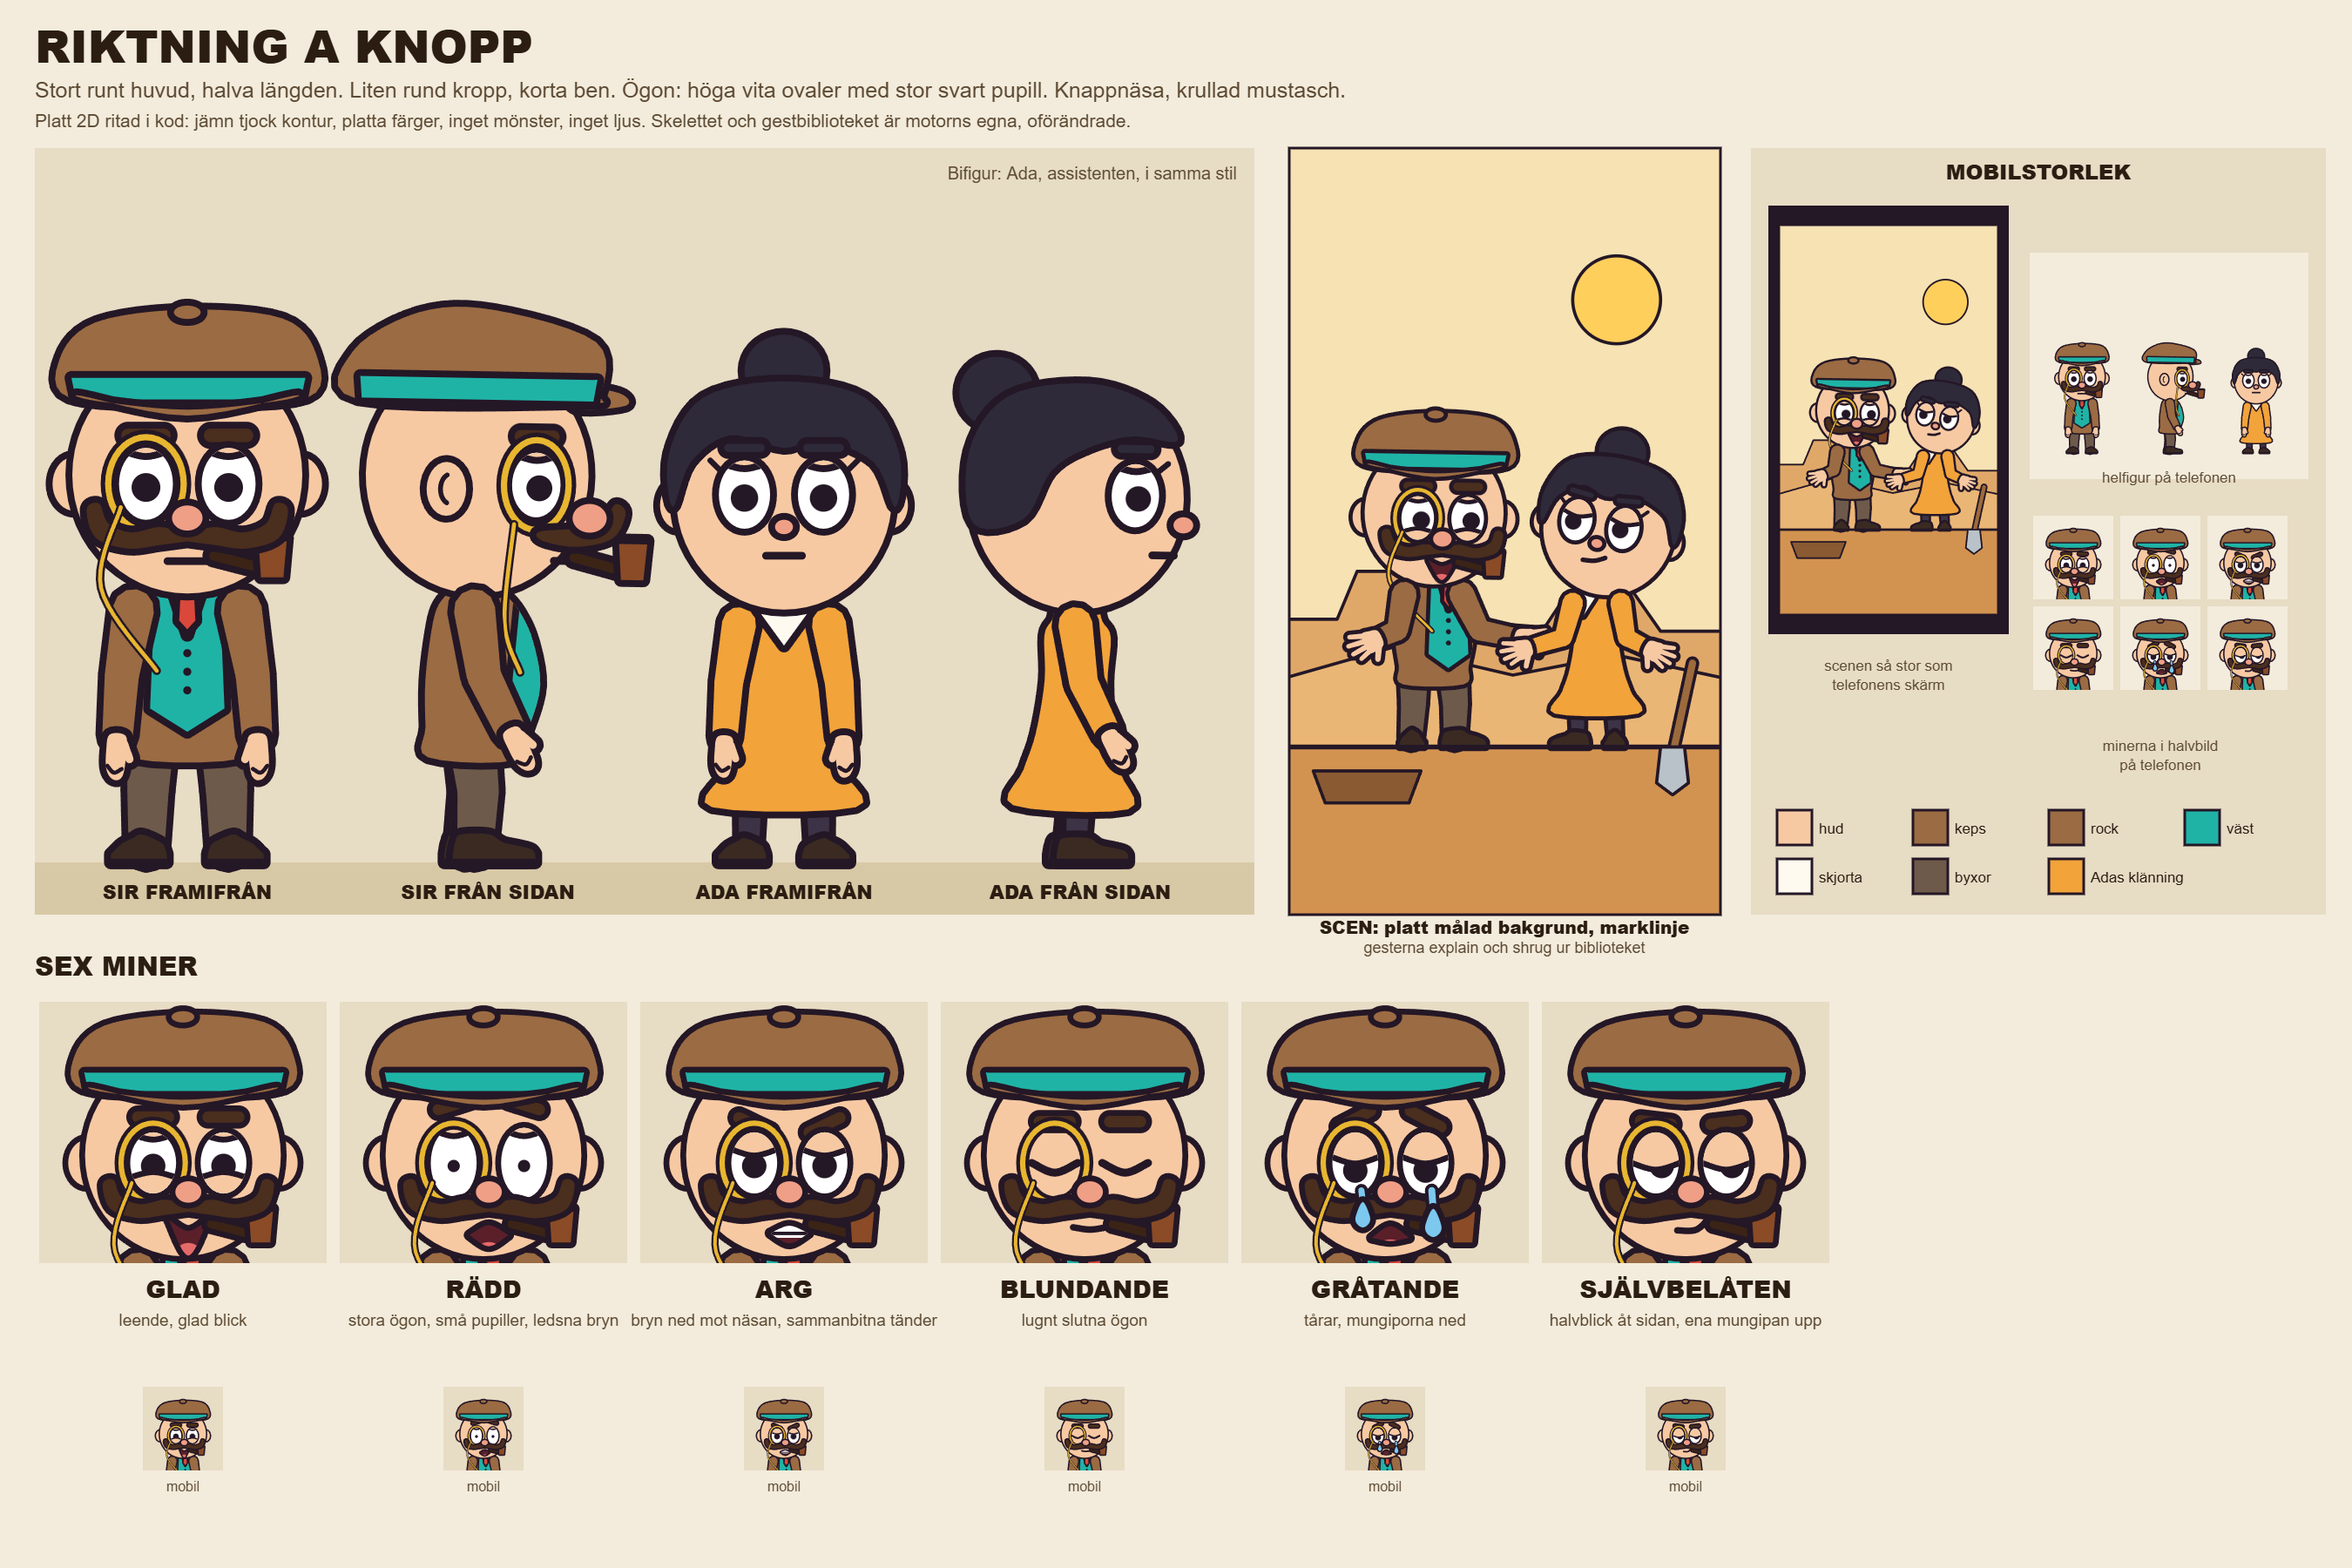 RIKTNING A KNOPP
Stort runt huvud, halva längden. Liten rund kropp, korta ben. Ögon: höga vita ovaler med stor svart pupill. Knappnäsa, krullad mustasch.
Platt 2D ritad i kod: jämn tjock kontur, platta färger, inget mönster, inget ljus. Skelettet och gestbiblioteket är motorns egna, oförändrade.
Bifigur: Ada, assistenten, i samma stil
SIR FRAMIFRÅN
SIR FRÅN SIDAN
ADA FRAMIFRÅN
ADA FRÅN SIDAN
SCEN: platt målad bakgrund, marklinje
gesterna explain och shrug ur biblioteket
MOBILSTORLEK
helfigur på telefonen
scenen så stor som
telefonens skärm
minerna i halvbild
på telefonen
hud
keps
rock
väst
skjorta
byxor
Adas klänning
SEX MINER
GLAD
leende, glad blick
RÄDD
stora ögon, små pupiller, ledsna bryn
ARG
bryn ned mot näsan, sammanbitna tänder
BLUNDANDE
lugnt slutna ögon
GRÅTANDE
tårar, mungiporna ned
SJÄLVBELÅTEN
halvblick åt sidan, ena mungipan upp
mobil
mobil
mobil
mobil
mobil
mobil